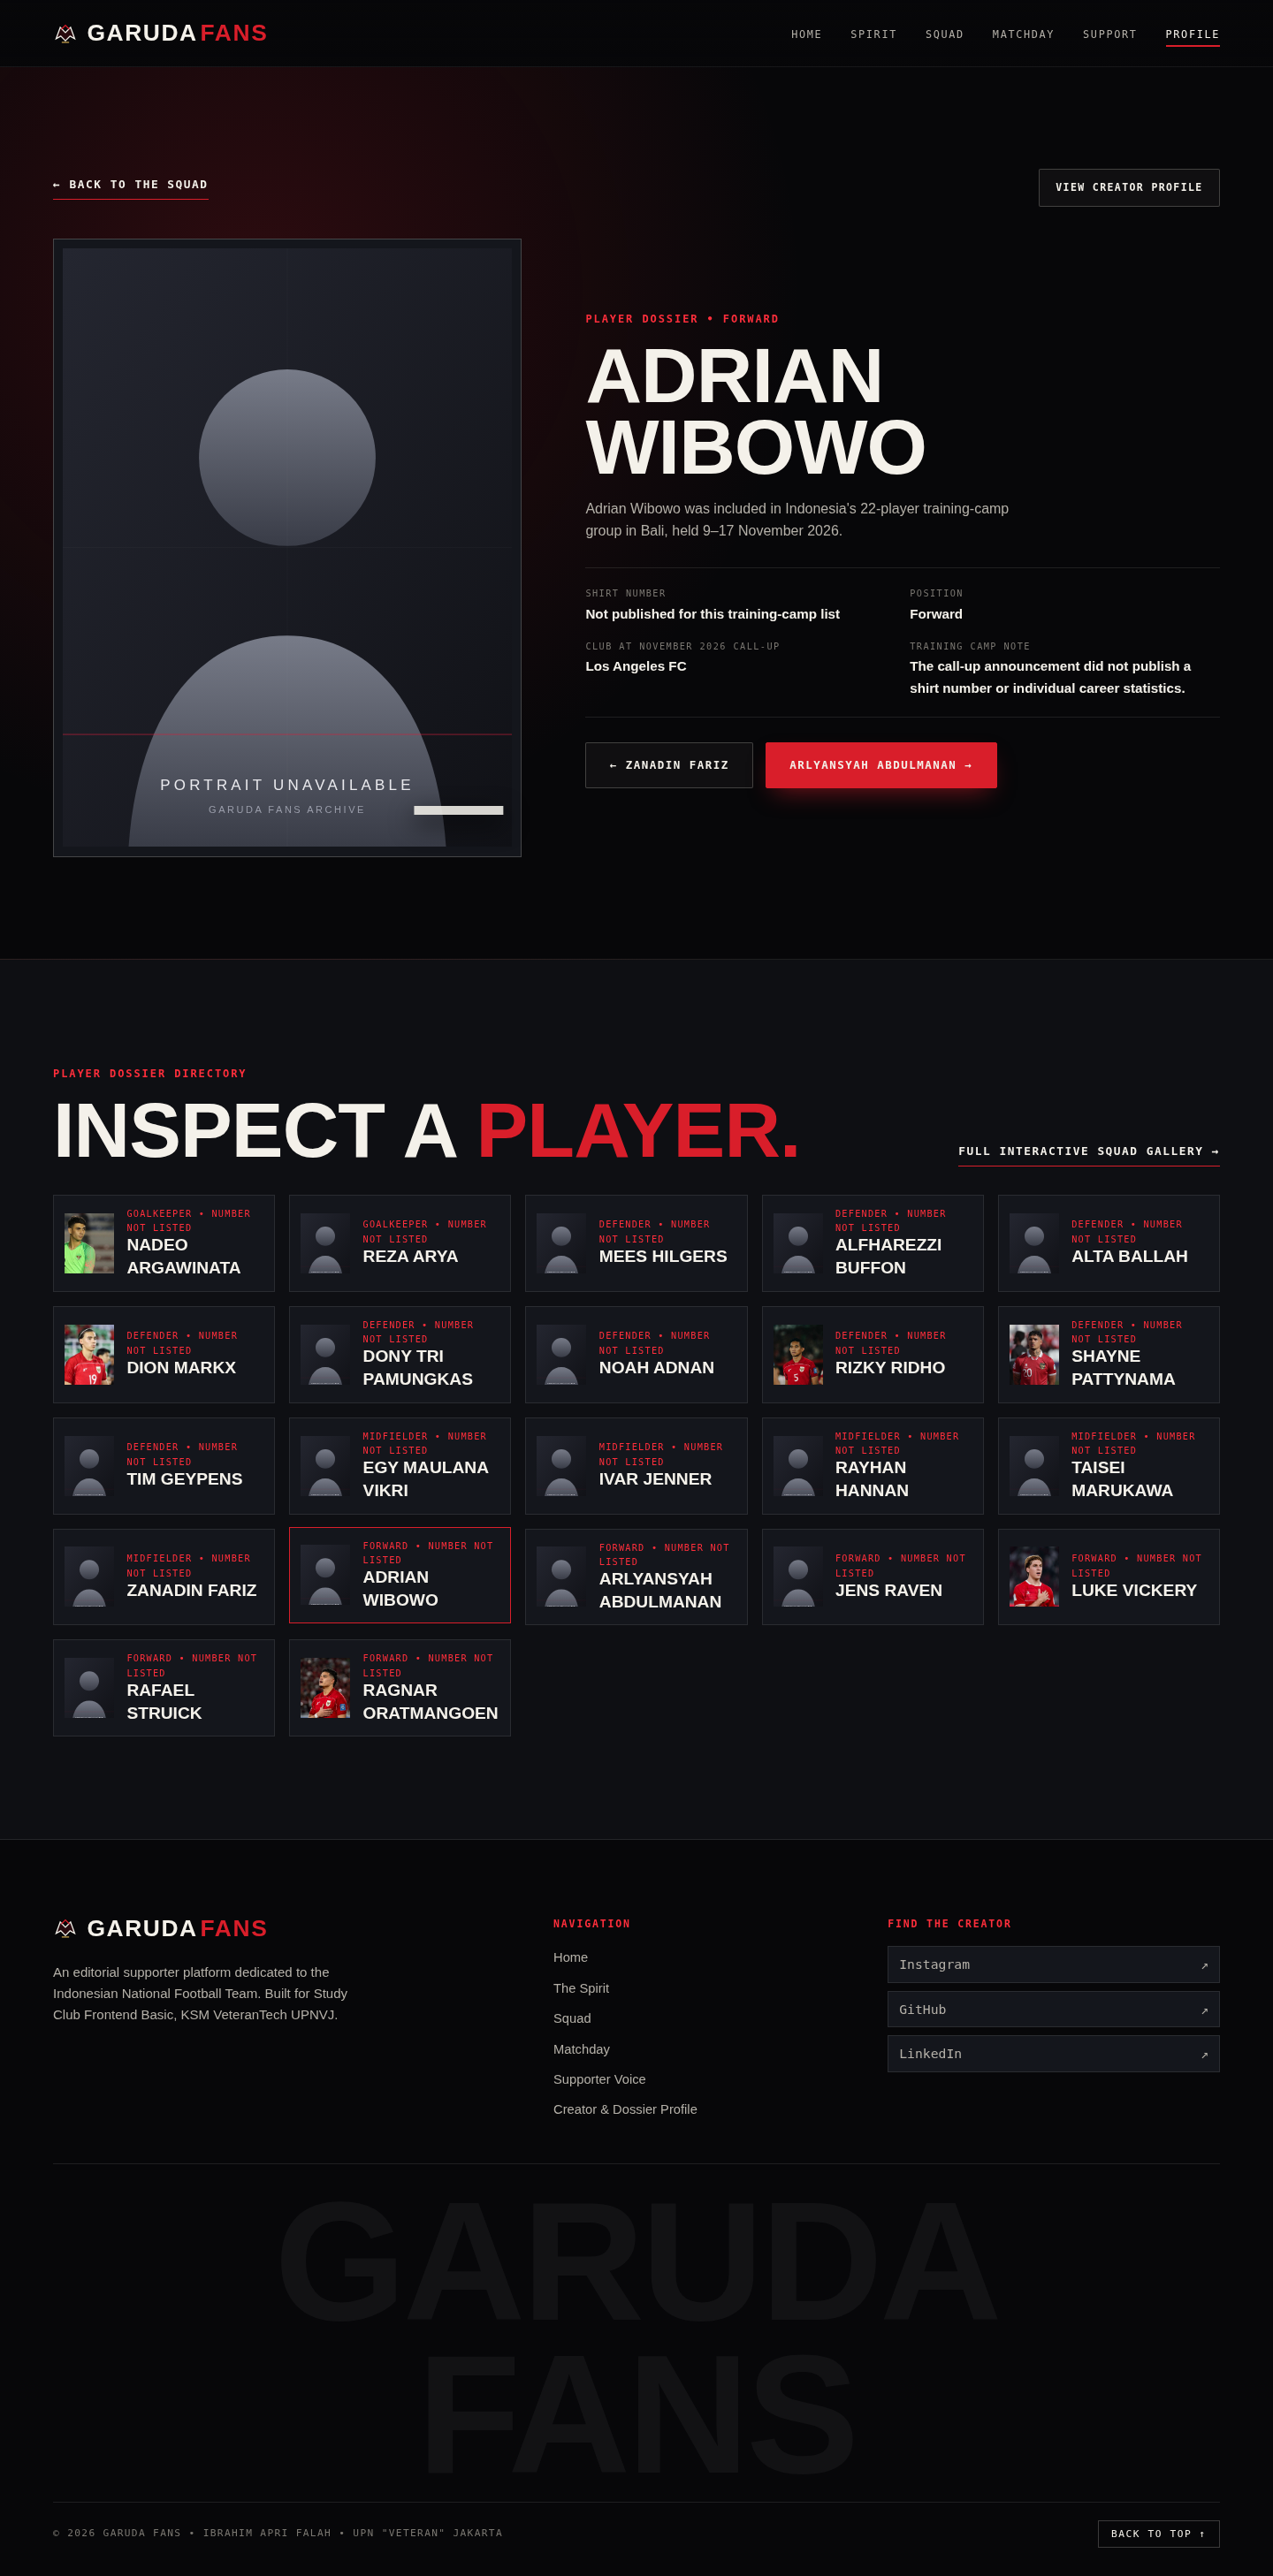 GARUDA FANS
HOME SPIRIT SQUAD MATCHDAY SUPPORT PROFILE
← BACK TO THE SQUAD
VIEW CREATOR PROFILE
PORTRAIT UNAVAILABLE
GARUDA FANS ARCHIVE
PLAYER DOSSIER • FORWARD
ADRIAN
WIBOWO
Adrian Wibowo was included in Indonesia's 22-player training-camp
group in Bali, held 9–17 November 2026.
SHIRT NUMBER
Not published for this training-camp list
POSITION
Forward
CLUB AT NOVEMBER 2026 CALL-UP
Los Angeles FC
TRAINING CAMP NOTE
The call-up announcement did not publish a
shirt number or individual career statistics.
← ZANADIN FARIZ
ARLYANSYAH ABDULMANAN →
PLAYER DOSSIER DIRECTORY
INSPECT A PLAYER.
FULL INTERACTIVE SQUAD GALLERY →
GOALKEEPER • NUMBER
NOT LISTED
NADEO
ARGAWINATA
GOALKEEPER • NUMBER
NOT LISTED
REZA ARYA
DEFENDER • NUMBER
NOT LISTED
MEES HILGERS
DEFENDER • NUMBER
NOT LISTED
ALFHAREZZI
BUFFON
DEFENDER • NUMBER
NOT LISTED
ALTA BALLAH
19
DEFENDER • NUMBER
NOT LISTED
DION MARKX
DEFENDER • NUMBER
NOT LISTED
DONY TRI
PAMUNGKAS
DEFENDER • NUMBER
NOT LISTED
NOAH ADNAN
5
DEFENDER • NUMBER
NOT LISTED
RIZKY RIDHO
20
DEFENDER • NUMBER
NOT LISTED
SHAYNE
PATTYNAMA
DEFENDER • NUMBER
NOT LISTED
TIM GEYPENS
MIDFIELDER • NUMBER
NOT LISTED
EGY MAULANA
VIKRI
MIDFIELDER • NUMBER
NOT LISTED
IVAR JENNER
MIDFIELDER • NUMBER
NOT LISTED
RAYHAN
HANNAN
MIDFIELDER • NUMBER
NOT LISTED
TAISEI
MARUKAWA
MIDFIELDER • NUMBER
NOT LISTED
ZANADIN FARIZ
FORWARD • NUMBER NOT
LISTED
ADRIAN
WIBOWO
FORWARD • NUMBER NOT
LISTED
ARLYANSYAH
ABDULMANAN
FORWARD • NUMBER NOT
LISTED
JENS RAVEN
FORWARD • NUMBER NOT
LISTED
LUKE VICKERY
FORWARD • NUMBER NOT
LISTED
RAFAEL
STRUICK
FORWARD • NUMBER NOT
LISTED
RAGNAR
ORATMANGOEN
GARUDA FANS
An editorial supporter platform dedicated to the
Indonesian National Football Team. Built for Study
Club Frontend Basic, KSM VeteranTech UPNVJ.
NAVIGATION
Home
The Spirit
Squad
Matchday
Supporter Voice
Creator & Dossier Profile
FIND THE CREATOR
Instagram ↗
GitHub ↗
LinkedIn ↗
GARUDA
FANS
© 2026 GARUDA FANS • IBRAHIM APRI FALAH • UPN "VETERAN" JAKARTA
BACK TO TOP ↑